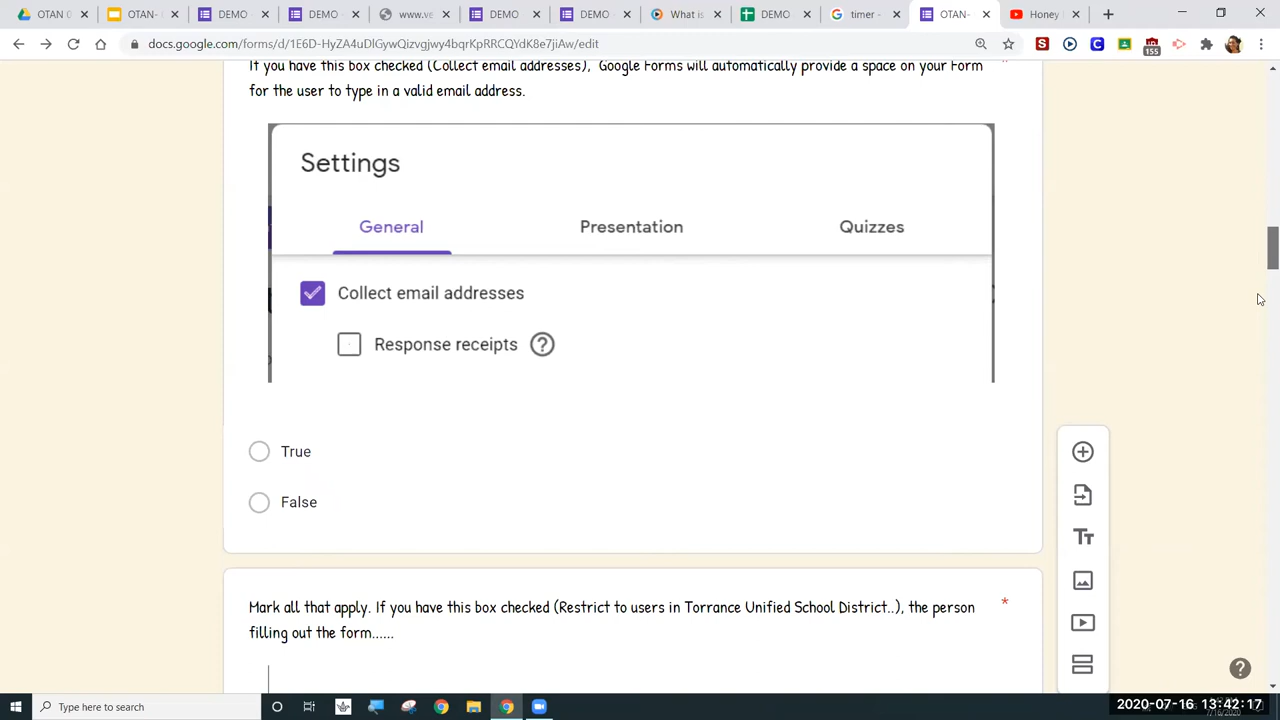 OTAN
OTAN-
DEMO
DEMO
www.ve
DEMO
DEMO
What is
DEMO
timer -
OTAN-
Honey
docs.google.com/forms/d/1E6D-HyZA4uDlGywQizvgjwy4bqrKpRRCQYdK8e7jiAw/edit
155
If you have this box checked (Collect email addresses), Google Forms will automatically provide a space on your Form *
for the user to type in a valid email address.
Settings
General Presentation Quizzes
Collect email addresses
Response receipts
True
False
Mark all that apply. If you have this box checked (Restrict to users in Torrance Unified School District..), the person *
filling out the form......
Type here to search
2020-07-16 13:42:17